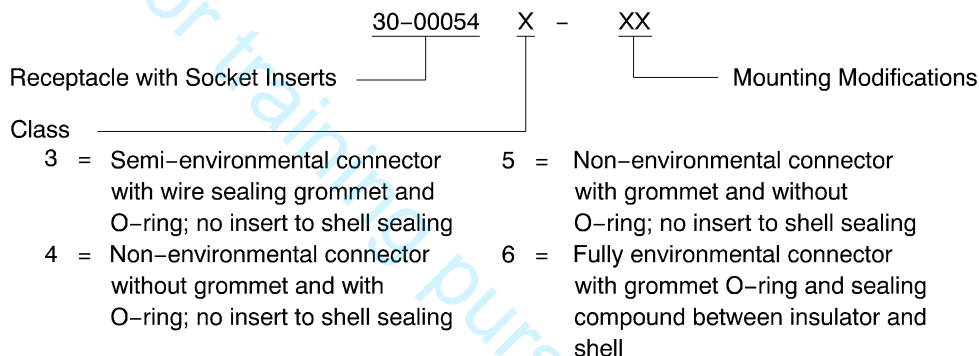 30−00054 X − XX
Receptacle with Socket Inserts
Mounting Modifications
Class
3 = Semi−environmental connector
with wire sealing grommet and
O−ring; no insert to shell sealing
4 = Non−environmental connector
without grommet and with
O−ring; no insert to shell sealing
5 = Non−environmental connector
with grommet and without
O−ring; no insert to shell sealing
6 = Fully environmental connector
with grommet O−ring and sealing
compound between insulator and
shell
or training purs